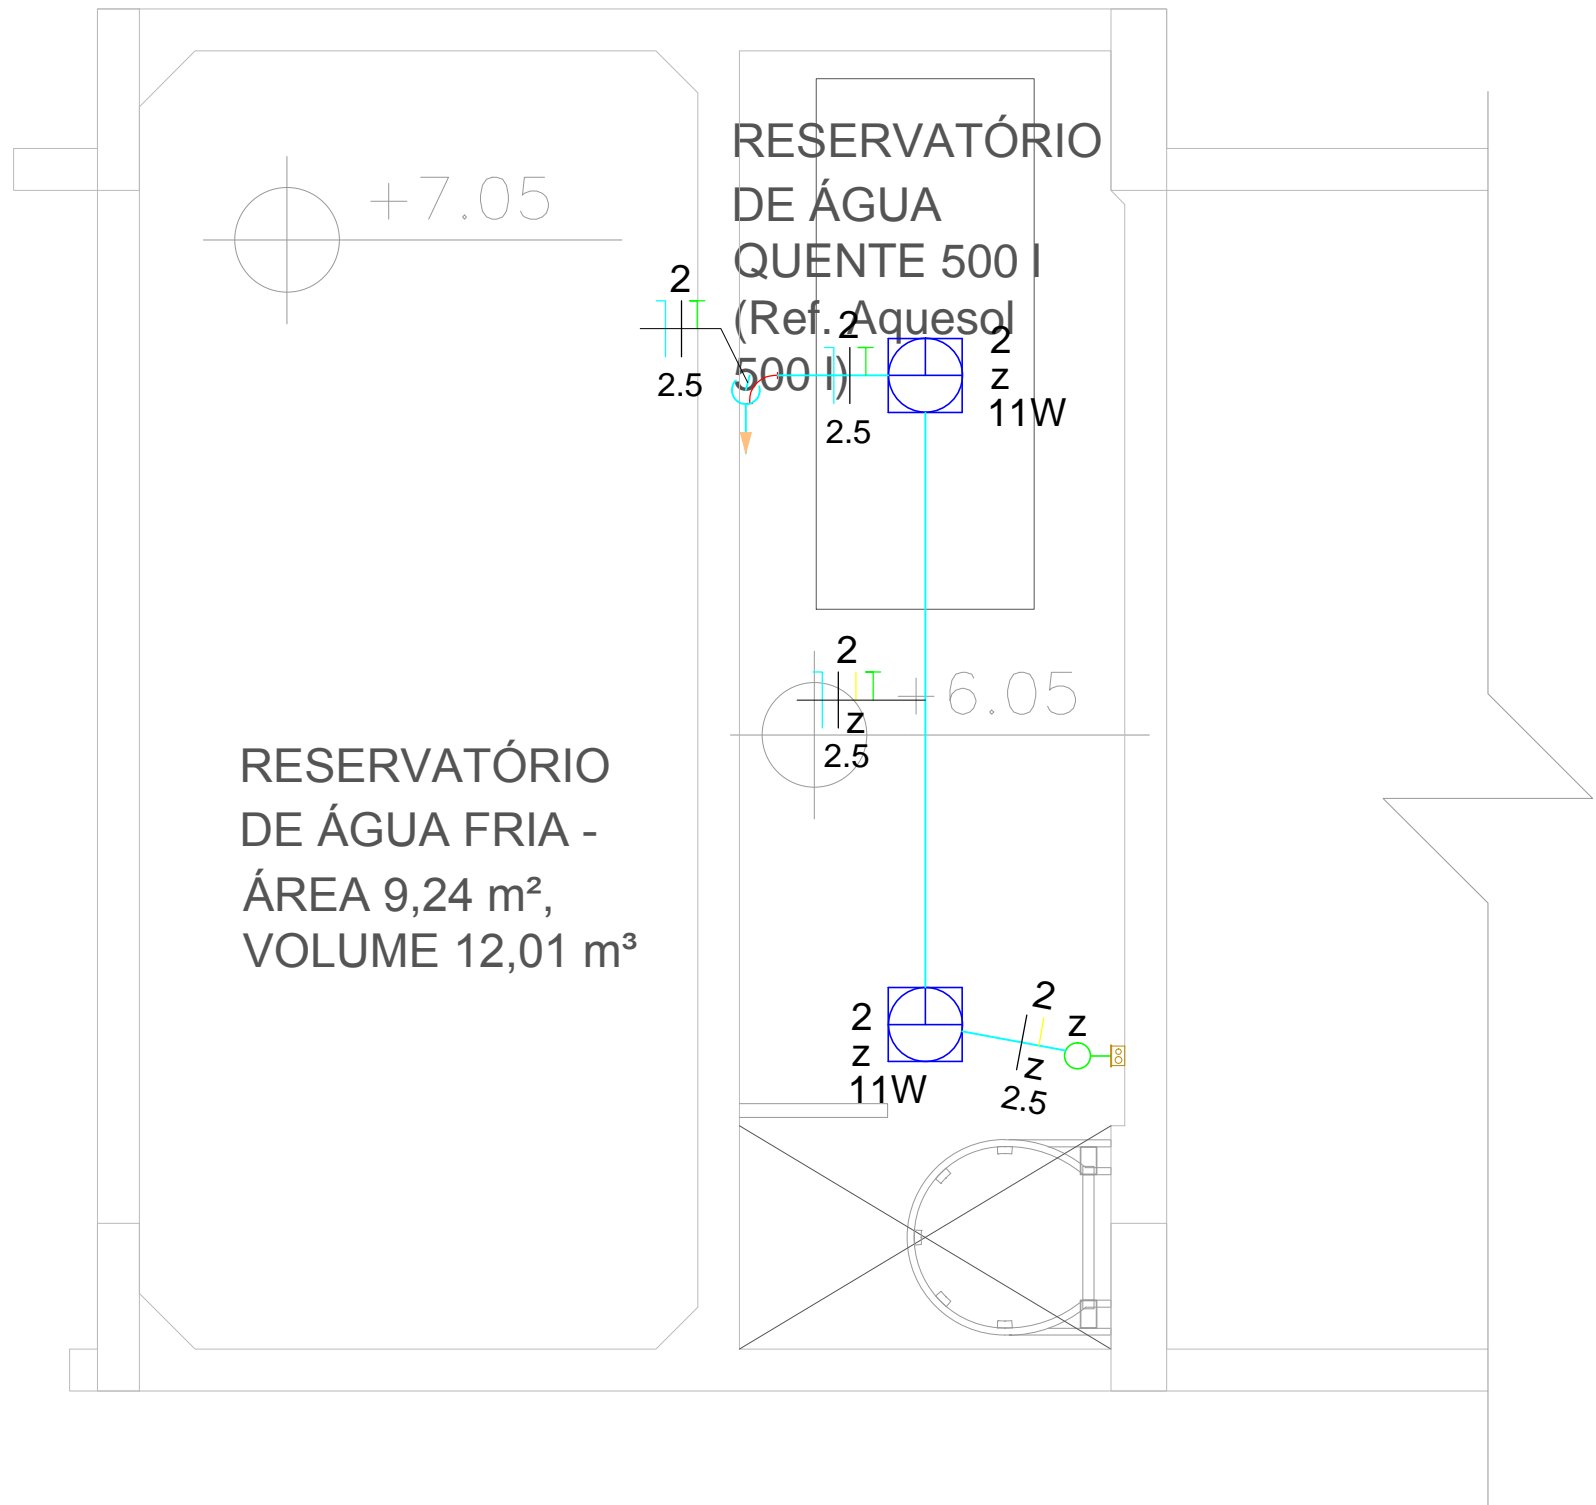 +7.05
RESERVATÓRIO
DE ÁGUA
QUENTE 500 l
(Ref. Aquesol
500 l)
2
2.5
2
2.5
2
z
11W
2
z
2.5
+6.05
RESERVATÓRIO
DE ÁGUA FRIA -
ÁREA 9,24 m²,
VOLUME 12,01 m³
2
z
11W
2
z
2.5
z